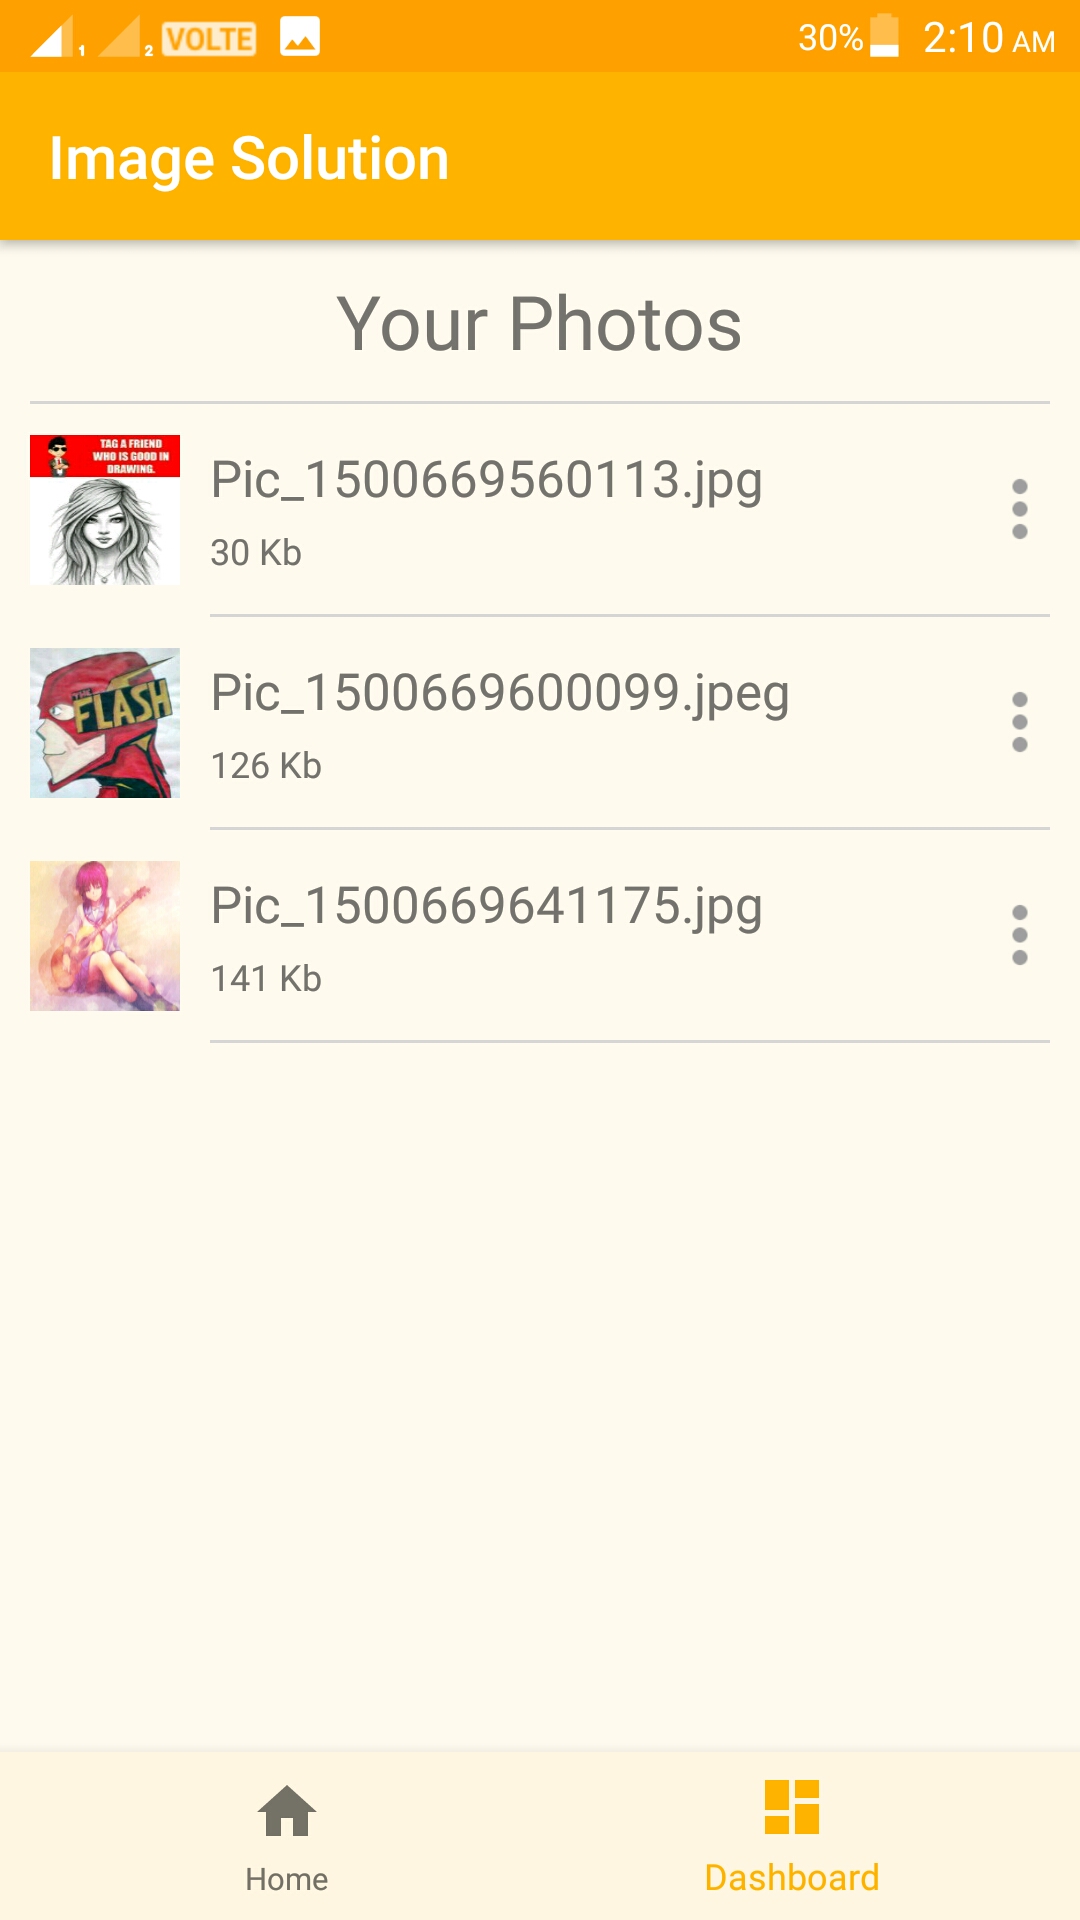 1 2 VOLTE 30% 2:10 AM
Image Solution
Your Photos
TAG A FRIEND
WHO IS GOOD IN
DRAWING.
Pic_1500669560113.jpg
30 Kb
THE
FLASH
Pic_1500669600099.jpeg
126 Kb
Pic_1500669641175.jpg
141 Kb
Home
Dashboard